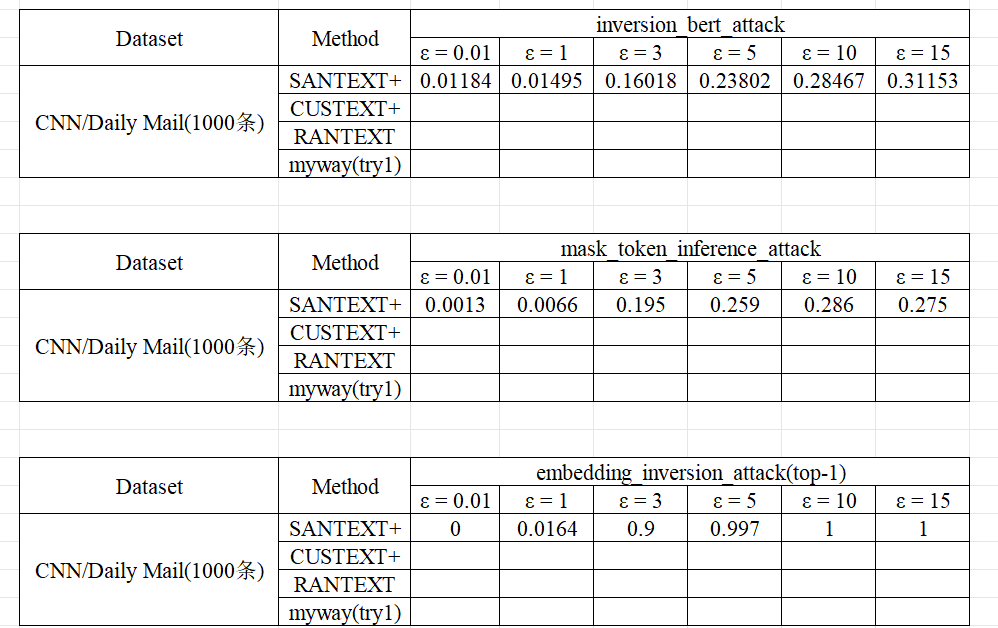 Dataset Method inversion_bert_attack
ε = 0.01 ε = 1 ε = 3 ε = 5 ε = 10 ε = 15
CNN/Daily Mail(1000条) SANTEXT+ 0.01184 0.01495 0.16018 0.23802 0.28467 0.31153
CUSTEXT+
RANTEXT
myway(try1)
Dataset Method mask_token_inference_attack
ε = 0.01 ε = 1 ε = 3 ε = 5 ε = 10 ε = 15
CNN/Daily Mail(1000条) SANTEXT+ 0.0013 0.0066 0.195 0.259 0.286 0.275
CUSTEXT+
RANTEXT
myway(try1)
Dataset Method embedding_inversion_attack(top-1)
ε = 0.01 ε = 1 ε = 3 ε = 5 ε = 10 ε = 15
CNN/Daily Mail(1000条) SANTEXT+ 0 0.0164 0.9 0.997 1 1
CUSTEXT+
RANTEXT
myway(try1)